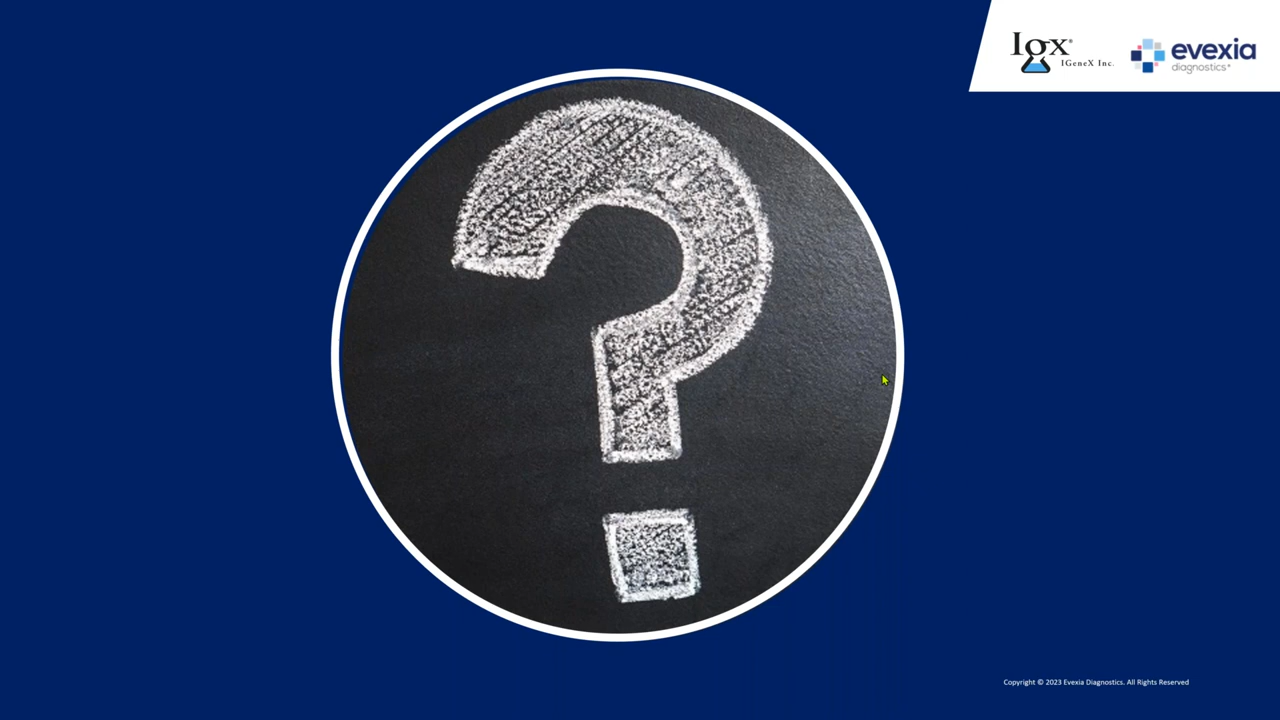 Igx®
IGeneX Inc.
evexia
diagnostics+
?
Copyright © 2023 Evexia Diagnostics. All Rights Reserved